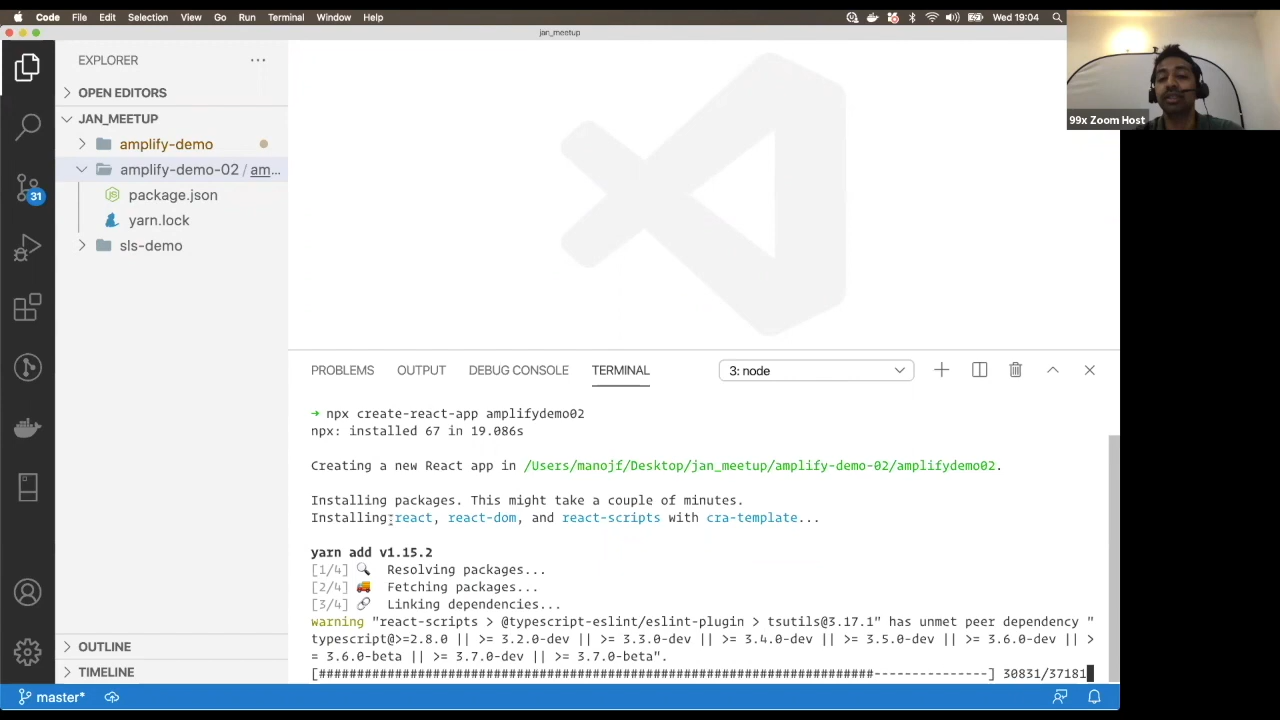 Code File Edit Selection View Go Run Terminal Window Help Wed 19:04
jan_meetup
99x Zoom Host
EXPLORER
OPEN EDITORS
JAN_MEETUP
amplify-demo
amplify-demo-02 / am...
package.json
yarn.lock
sls-demo
31
OUTLINE
TIMELINE
PROBLEMS OUTPUT DEBUG CONSOLE TERMINAL 3: node
→ npx create-react-app amplifydemo02
npx: installed 67 in 19.086s
Creating a new React app in /Users/manojf/Desktop/jan_meetup/amplify-demo-02/amplifydemo02.
Installing packages. This might take a couple of minutes.
Installing react, react-dom, and react-scripts with cra-template...
yarn add v1.15.2
[1/4] 🔍 Resolving packages...
[2/4] 🚚 Fetching packages...
[3/4] 🔗 Linking dependencies...
warning "react-scripts > @typescript-eslint/eslint-plugin > tsutils@3.17.1" has unmet peer dependency "
typescript@>=2.8.0 || >= 3.2.0-dev || >= 3.3.0-dev || >= 3.4.0-dev || >= 3.5.0-dev || >= 3.6.0-dev || >
= 3.6.0-beta || >= 3.7.0-dev || >= 3.7.0-beta".
[#########################################################################---------------] 30831/37181
master*